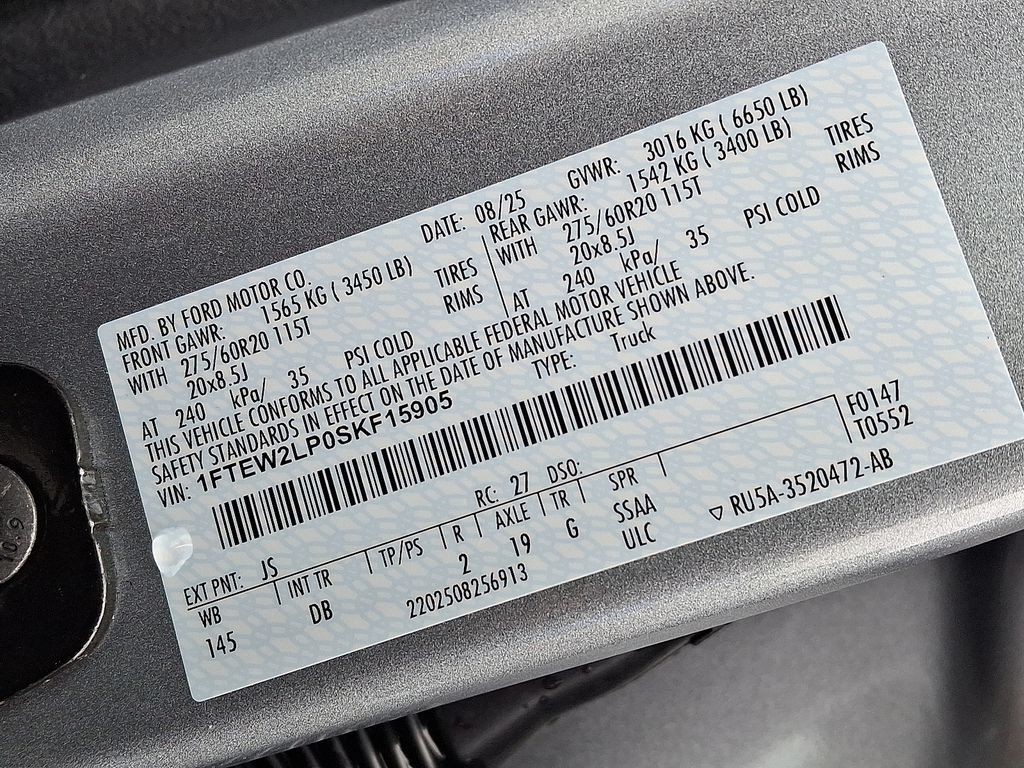 MFD. BY FORD MOTOR CO. DATE: 08/25 GVWR: 3016 KG ( 6650 LB)
FRONT GAWR: 1565 KG ( 3450 LB) REAR GAWR: 1542 KG ( 3400 LB)
WITH 275/60R20 115T TIRES WITH 275/60R20 115T TIRES
20x8.5J RIMS 20x8.5J RIMS
AT 240 kPa/ 35 PSI COLD AT 240 kPa/ 35 PSI COLD
THIS VEHICLE CONFORMS TO ALL APPLICABLE FEDERAL MOTOR VEHICLE
SAFETY STANDARDS IN EFFECT ON THE DATE OF MANUFACTURE SHOWN ABOVE.
VIN: 1FTEW2LP0SKF15905 TYPE: Truck
F0147
T0552
EXT PNT: JS RC: 27 DSO:
WB INT TR TP/PS R AXLE TR SPR
145 DB 2 19 G SSAA
ULC
2202508256913 ▽ RU5A-3520472-AB
10.9